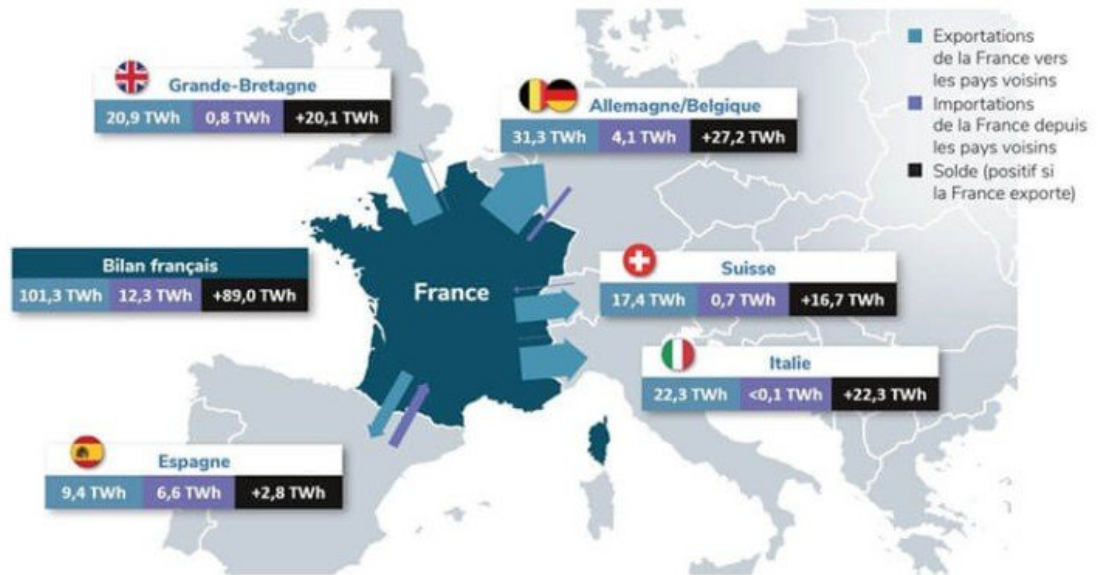 Exportations
de la France vers
les pays voisins
Importations
de la France depuis
les pays voisins
Solde (positif si
la France exporte)
Grande-Bretagne
20,9 TWh 0,8 TWh +20,1 TWh
Allemagne/Belgique
31,3 TWh 4,1 TWh +27,2 TWh
Bilan français
101,3 TWh 12,3 TWh +89,0 TWh
France
Suisse
17,4 TWh 0,7 TWh +16,7 TWh
Italie
22,3 TWh <0,1 TWh +22,3 TWh
Espagne
9,4 TWh 6,6 TWh +2,8 TWh